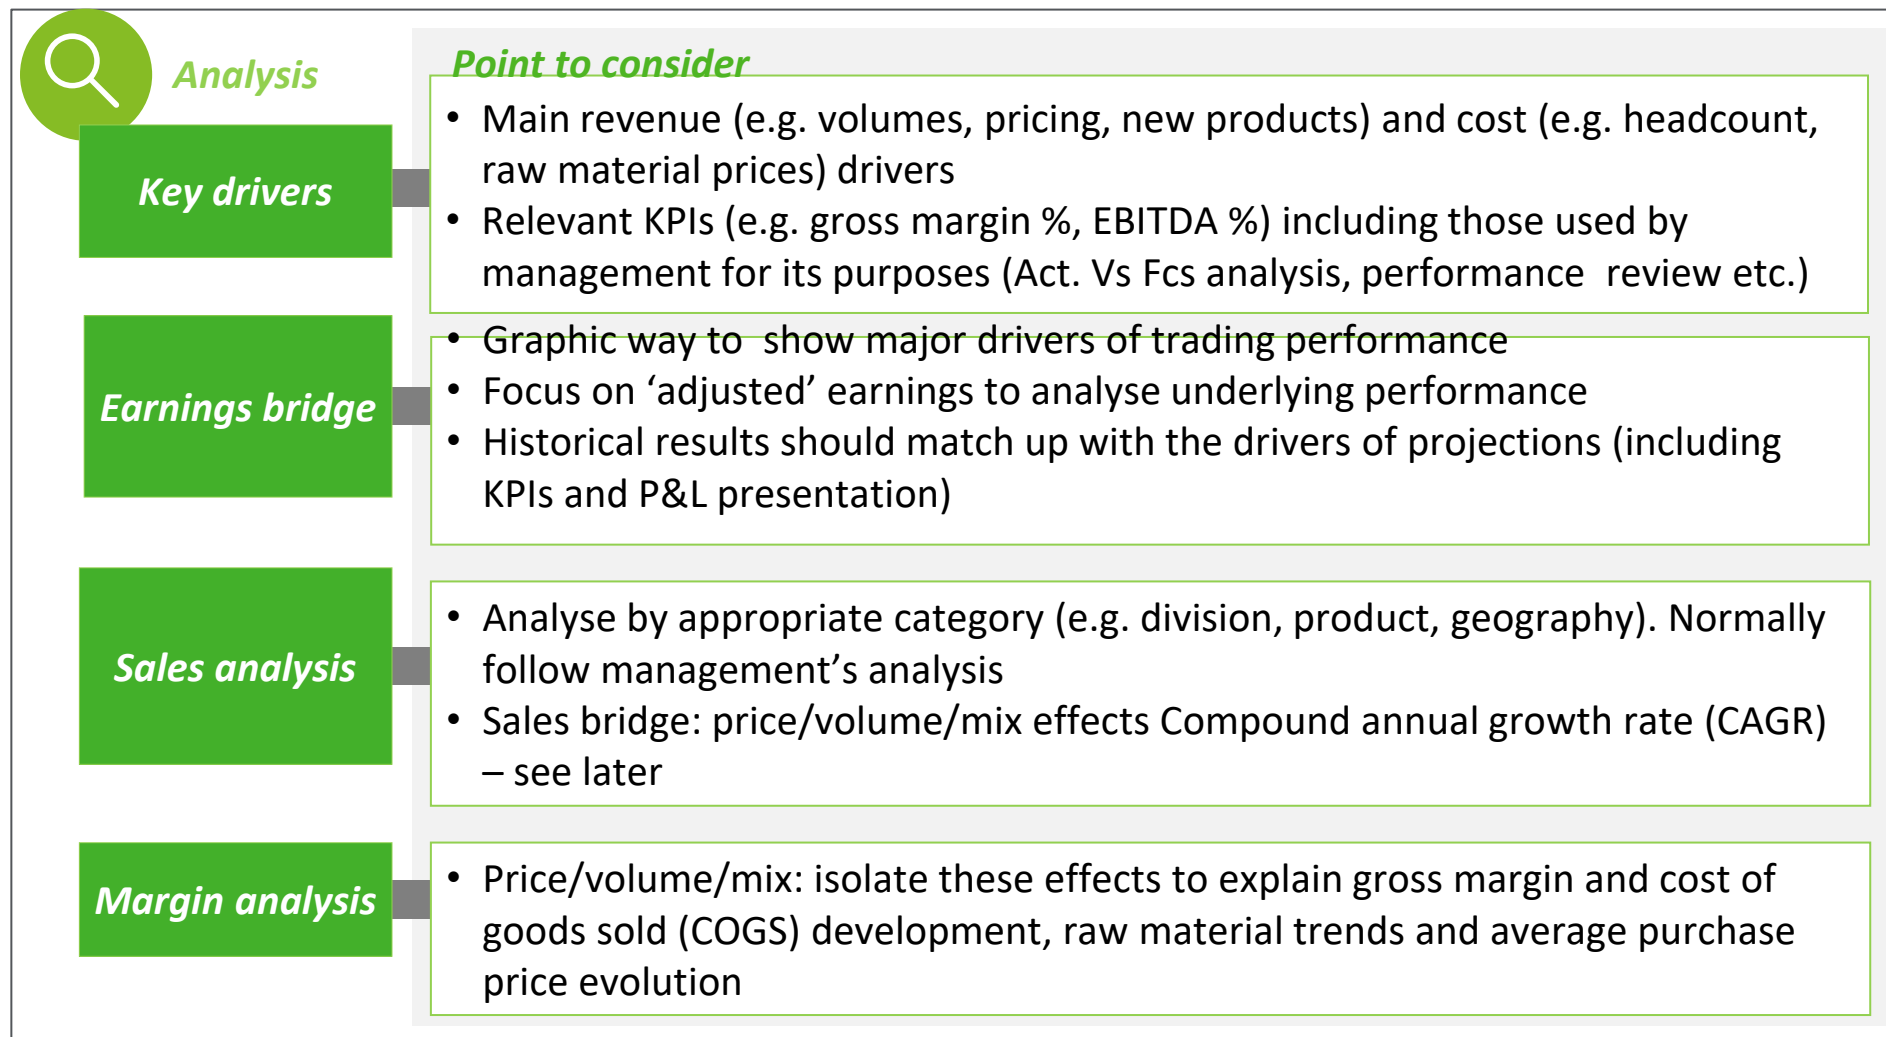 Analysis
Point to consider
Key drivers
• Main revenue (e.g. volumes, pricing, new products) and cost (e.g. headcount,
raw material prices) drivers
• Relevant KPIs (e.g. gross margin %, EBITDA %) including those used by
management for its purposes (Act. Vs Fcs analysis, performance  review etc.)
Earnings bridge
• Graphic way to  show major drivers of trading performance
• Focus on ‘adjusted’ earnings to analyse underlying performance
• Historical results should match up with the drivers of projections (including
KPIs and P&L presentation)
Sales analysis
• Analyse by appropriate category (e.g. division, product, geography). Normally
follow management’s analysis
• Sales bridge: price/volume/mix effects Compound annual growth rate (CAGR)
– see later
Margin analysis
• Price/volume/mix: isolate these effects to explain gross margin and cost of
goods sold (COGS) development, raw material trends and average purchase
price evolution